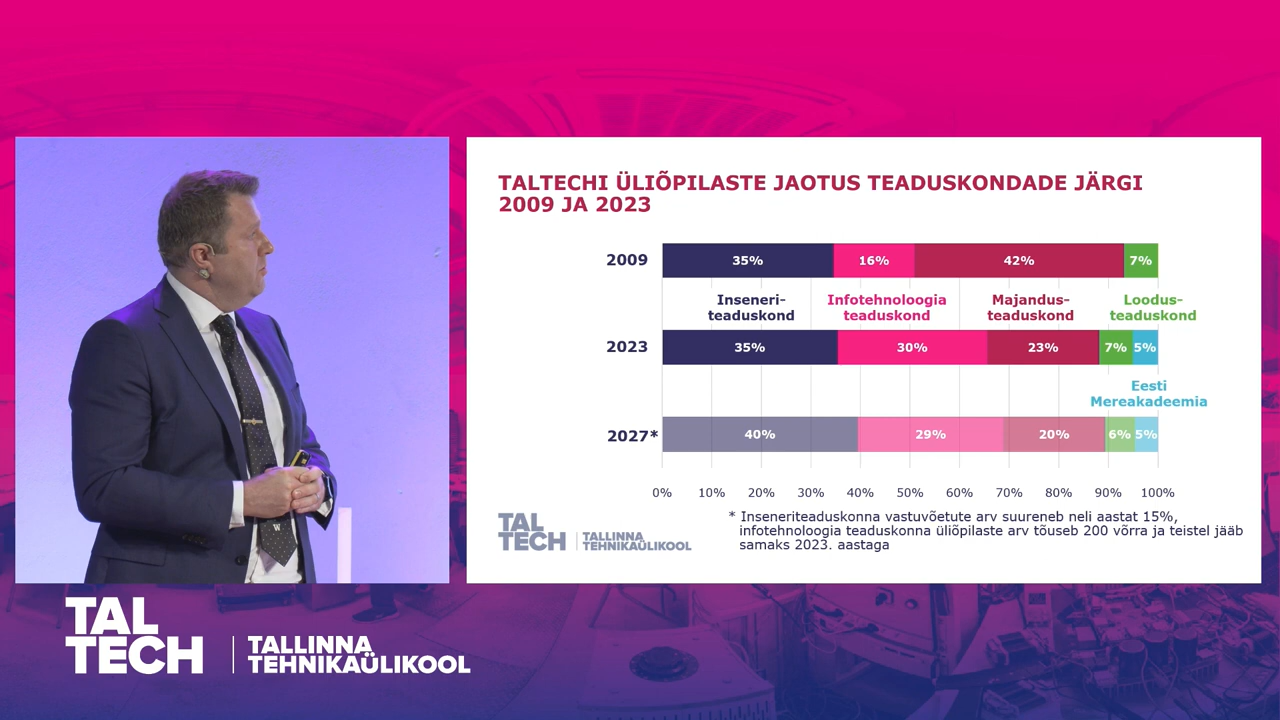 TALTECHI ÜLIÕPILASTE JAOTUS TEADUSKONDADE JÄRGI
2009 JA 2023
2009 35% 16% 42% 7%
Inseneri- Infotehnoloogia Majandus- Loodus-
teaduskond teaduskond teaduskond teaduskond
2023 35% 30% 23% 7% 5%
Eesti
Mereakadeemia
2027* 40% 29% 20% 6% 5%
0% 10% 20% 30% 40% 50% 60% 70% 80% 90% 100%
* Inseneriteaduskonna vastuvõetute arv suureneb neli aastat 15%,
infotehnoloogia teaduskonna üliõpilaste arv tõuseb 200 võrra ja teistel jääb
samaks 2023. aastaga
TAL
TECH
TALLINNA
TEHNIKAÜLIKOOL
W
TAL
TECH
TALLINNA
TEHNIKAÜLIKOOL